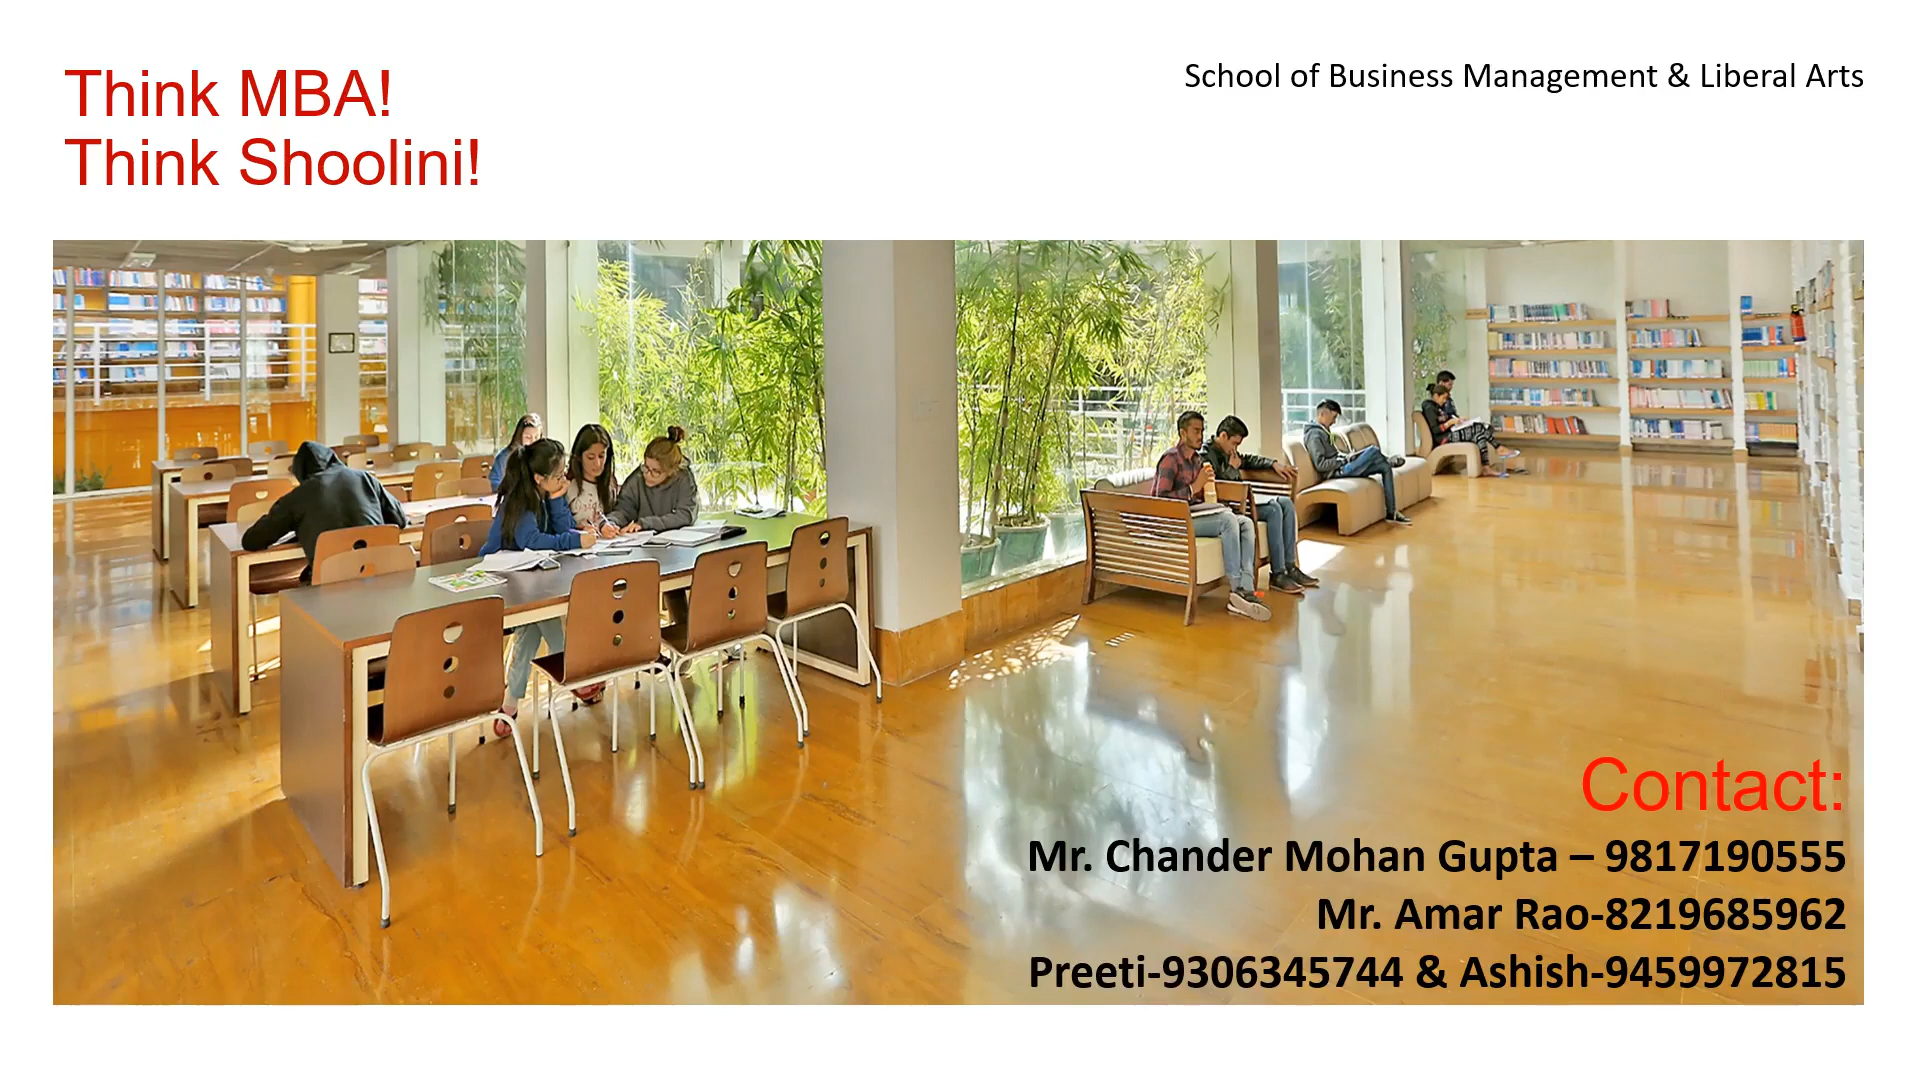 Think MBA!
Think Shoolini!
School of Business Management & Liberal Arts
Contact:
Mr. Chander Mohan Gupta – 9817190555
Mr. Amar Rao-8219685962
Preeti-9306345744 & Ashish-9459972815